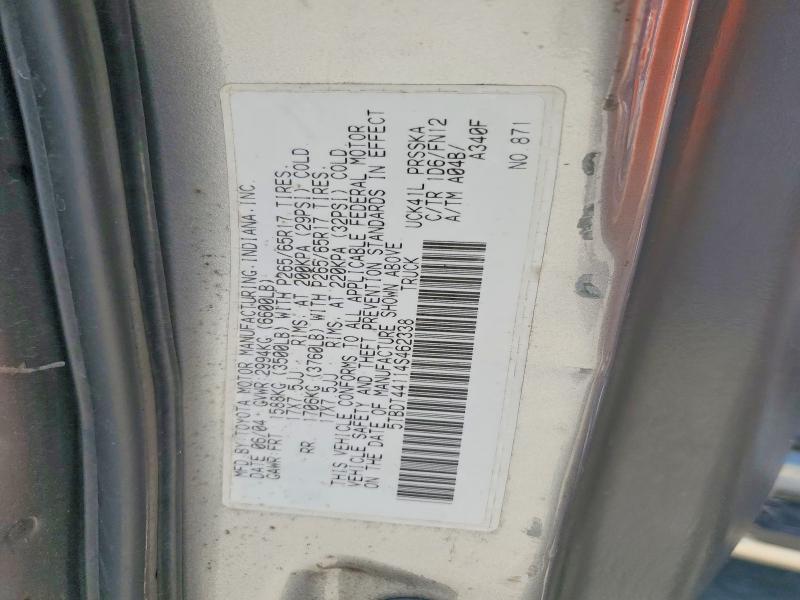 MFD. BY TOYOTA MOTOR MANUFACTURING, INDIANA, INC.
DATE 06/04 GVWR 2994KG (6600LB)
GAWR FRT 1588KG (3500LB) WITH P265/65R17 TIRES:
17X7.5JJ RIMS: AT 200KPA (29PSI) COLD
RR. 1706KG (3760LB) WITH P265/65R17 TIRES:
17X7.5JJ RIMS: AT 220KPA (32PSI) COLD
THIS VEHICLE CONFORMS TO ALL APPLICABLE FEDERAL MOTOR
VEHICLE SAFETY AND THEFT PREVENTION STANDARDS IN EFFECT
ON THE DATE OF MANUFACTURE SHOWN ABOVE
5TBDT44114S462338 TRUCK
UCK41L PRSSKA
C/TR 1D6/FN12
A/TM A04B/
A340F
NO. 871